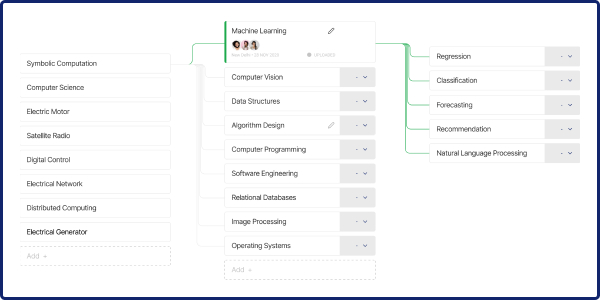 Symbolic Computation
Computer Science
Electric Motor
Satellite Radio
Digital Control
Electrical Network
Distributed Computing
Electrical Generator
Add +
Machine Learning
Computer Vision
Data Structures
Algorithm Design
Computer Programming
Software Engineering
Relational Databases
Image Processing
Operating Systems
Add +
Regression
Classification
Forecasting
Recommendation
Natural Language Processing